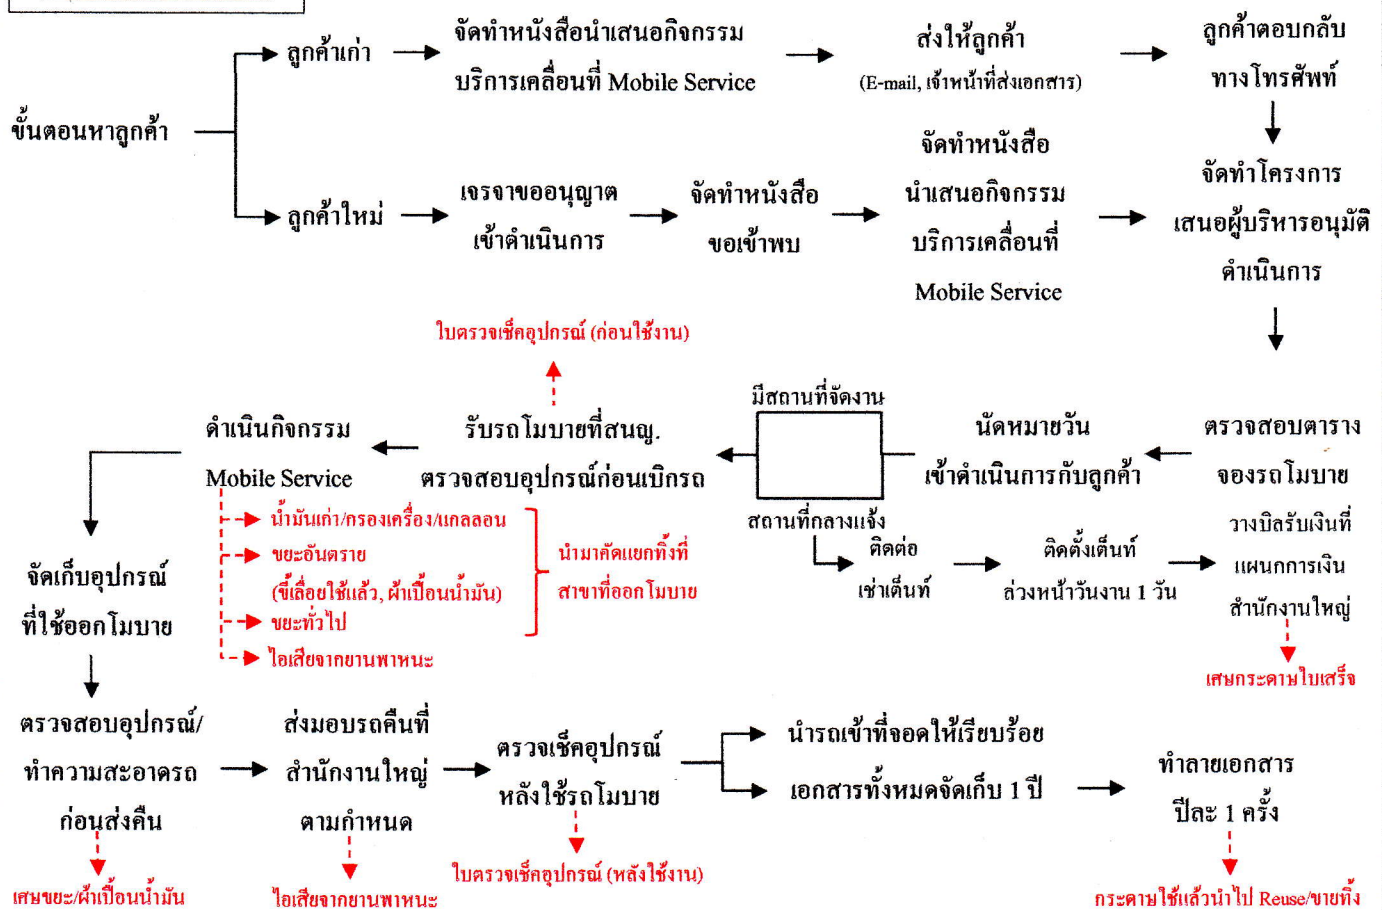 ขั้นตอนหาลูกค้า
ลูกค้าเก่า
จัดทำหนังสือนำเสนอกิจกรรม
บริการเคลื่อนที่ Mobile Service
ส่งให้ลูกค้า
(E-mail, เจ้าหน้าที่ส่งเอกสาร)
ลูกค้าตอบกลับ
ทางโทรศัพท์
ลูกค้าใหม่
เจรจาขออนุญาต
เข้าดำเนินการ
จัดทำหนังสือ
ขอเข้าพบ
จัดทำหนังสือ
นำเสนอกิจกรรม
บริการเคลื่อนที่
Mobile Service
จัดทำโครงการ
เสนอผู้บริหารอนุมัติ
ดำเนินการ
ตรวจสอบตาราง
จองรถโมบาย
นัดหมายวัน
เข้าดำเนินการกับลูกค้า
มีสถานที่จัดงาน
สถานที่กลางแจ้ง
ติดต่อ
เช่าเต็นท์
ติดตั้งเต็นท์
ล่วงหน้าวันงาน 1 วัน
วางบิลรับเงินที่
แผนกการเงิน
สำนักงานใหญ่
เศษกระดาษใบเสร็จ
ใบตรวจเช็คอุปกรณ์ (ก่อนใช้งาน)
รับรถโมบายที่สนญ.
ตรวจสอบอุปกรณ์ก่อนเบิกรถ
ดำเนินกิจกรรม
Mobile Service
น้ำมันเก่า/กรองเครื่อง/แกลลอน
ขยะอันตราย
(ขี้เลื่อยใช้แล้ว, ผ้าเปื้อนน้ำมัน)
ขยะทั่วไป
ไอเสียจากยานพาหนะ
นำมาคัดแยกทิ้งที่
สาขาที่ออกโมบาย
จัดเก็บอุปกรณ์
ที่ใช้ออกโมบาย
ตรวจสอบอุปกรณ์/
ทำความสะอาดรถ
ก่อนส่งคืน
เศษขยะ/ผ้าเปื้อนน้ำมัน
ส่งมอบรถคืนที่
สำนักงานใหญ่
ตามกำหนด
ไอเสียจากยานพาหนะ
ตรวจเช็คอุปกรณ์
หลังใช้รถโมบาย
ใบตรวจเช็คอุปกรณ์ (หลังใช้งาน)
นำรถเข้าที่จอดให้เรียบร้อย
เอกสารทั้งหมดจัดเก็บ 1 ปี
ทำลายเอกสาร
ปีละ 1 ครั้ง
กระดาษใช้แล้วนำไป Reuse/ขายทิ้ง